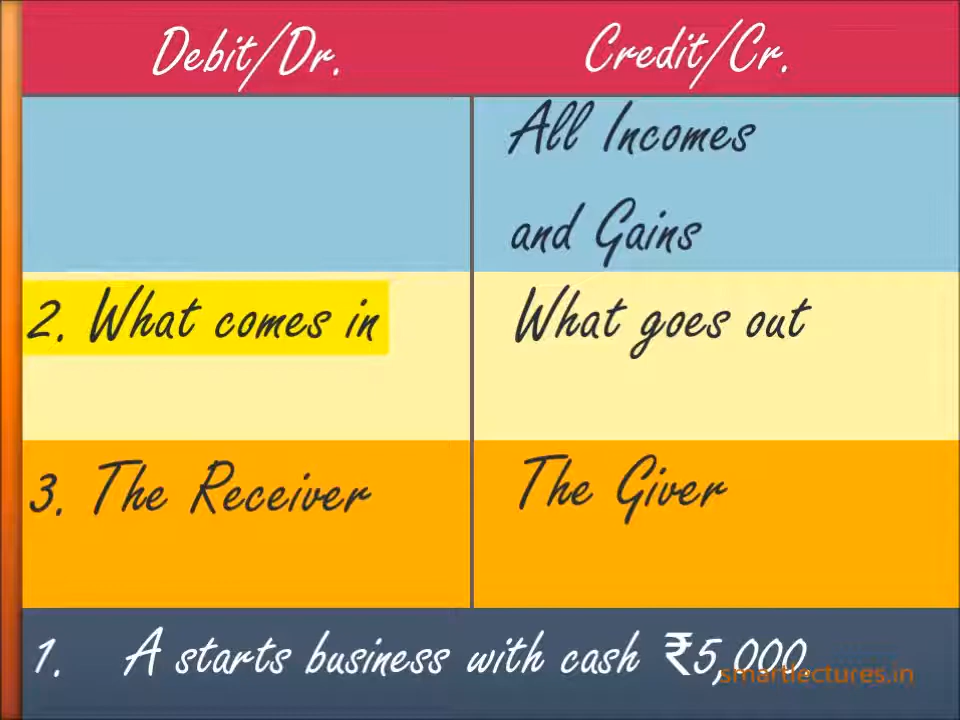 Debit/Dr. Credit/Cr.
All Incomes
and Gains
2. What comes in What goes out
3. The Receiver The Giver
1. A starts business with cash ₹5,000.
smartlectures.in